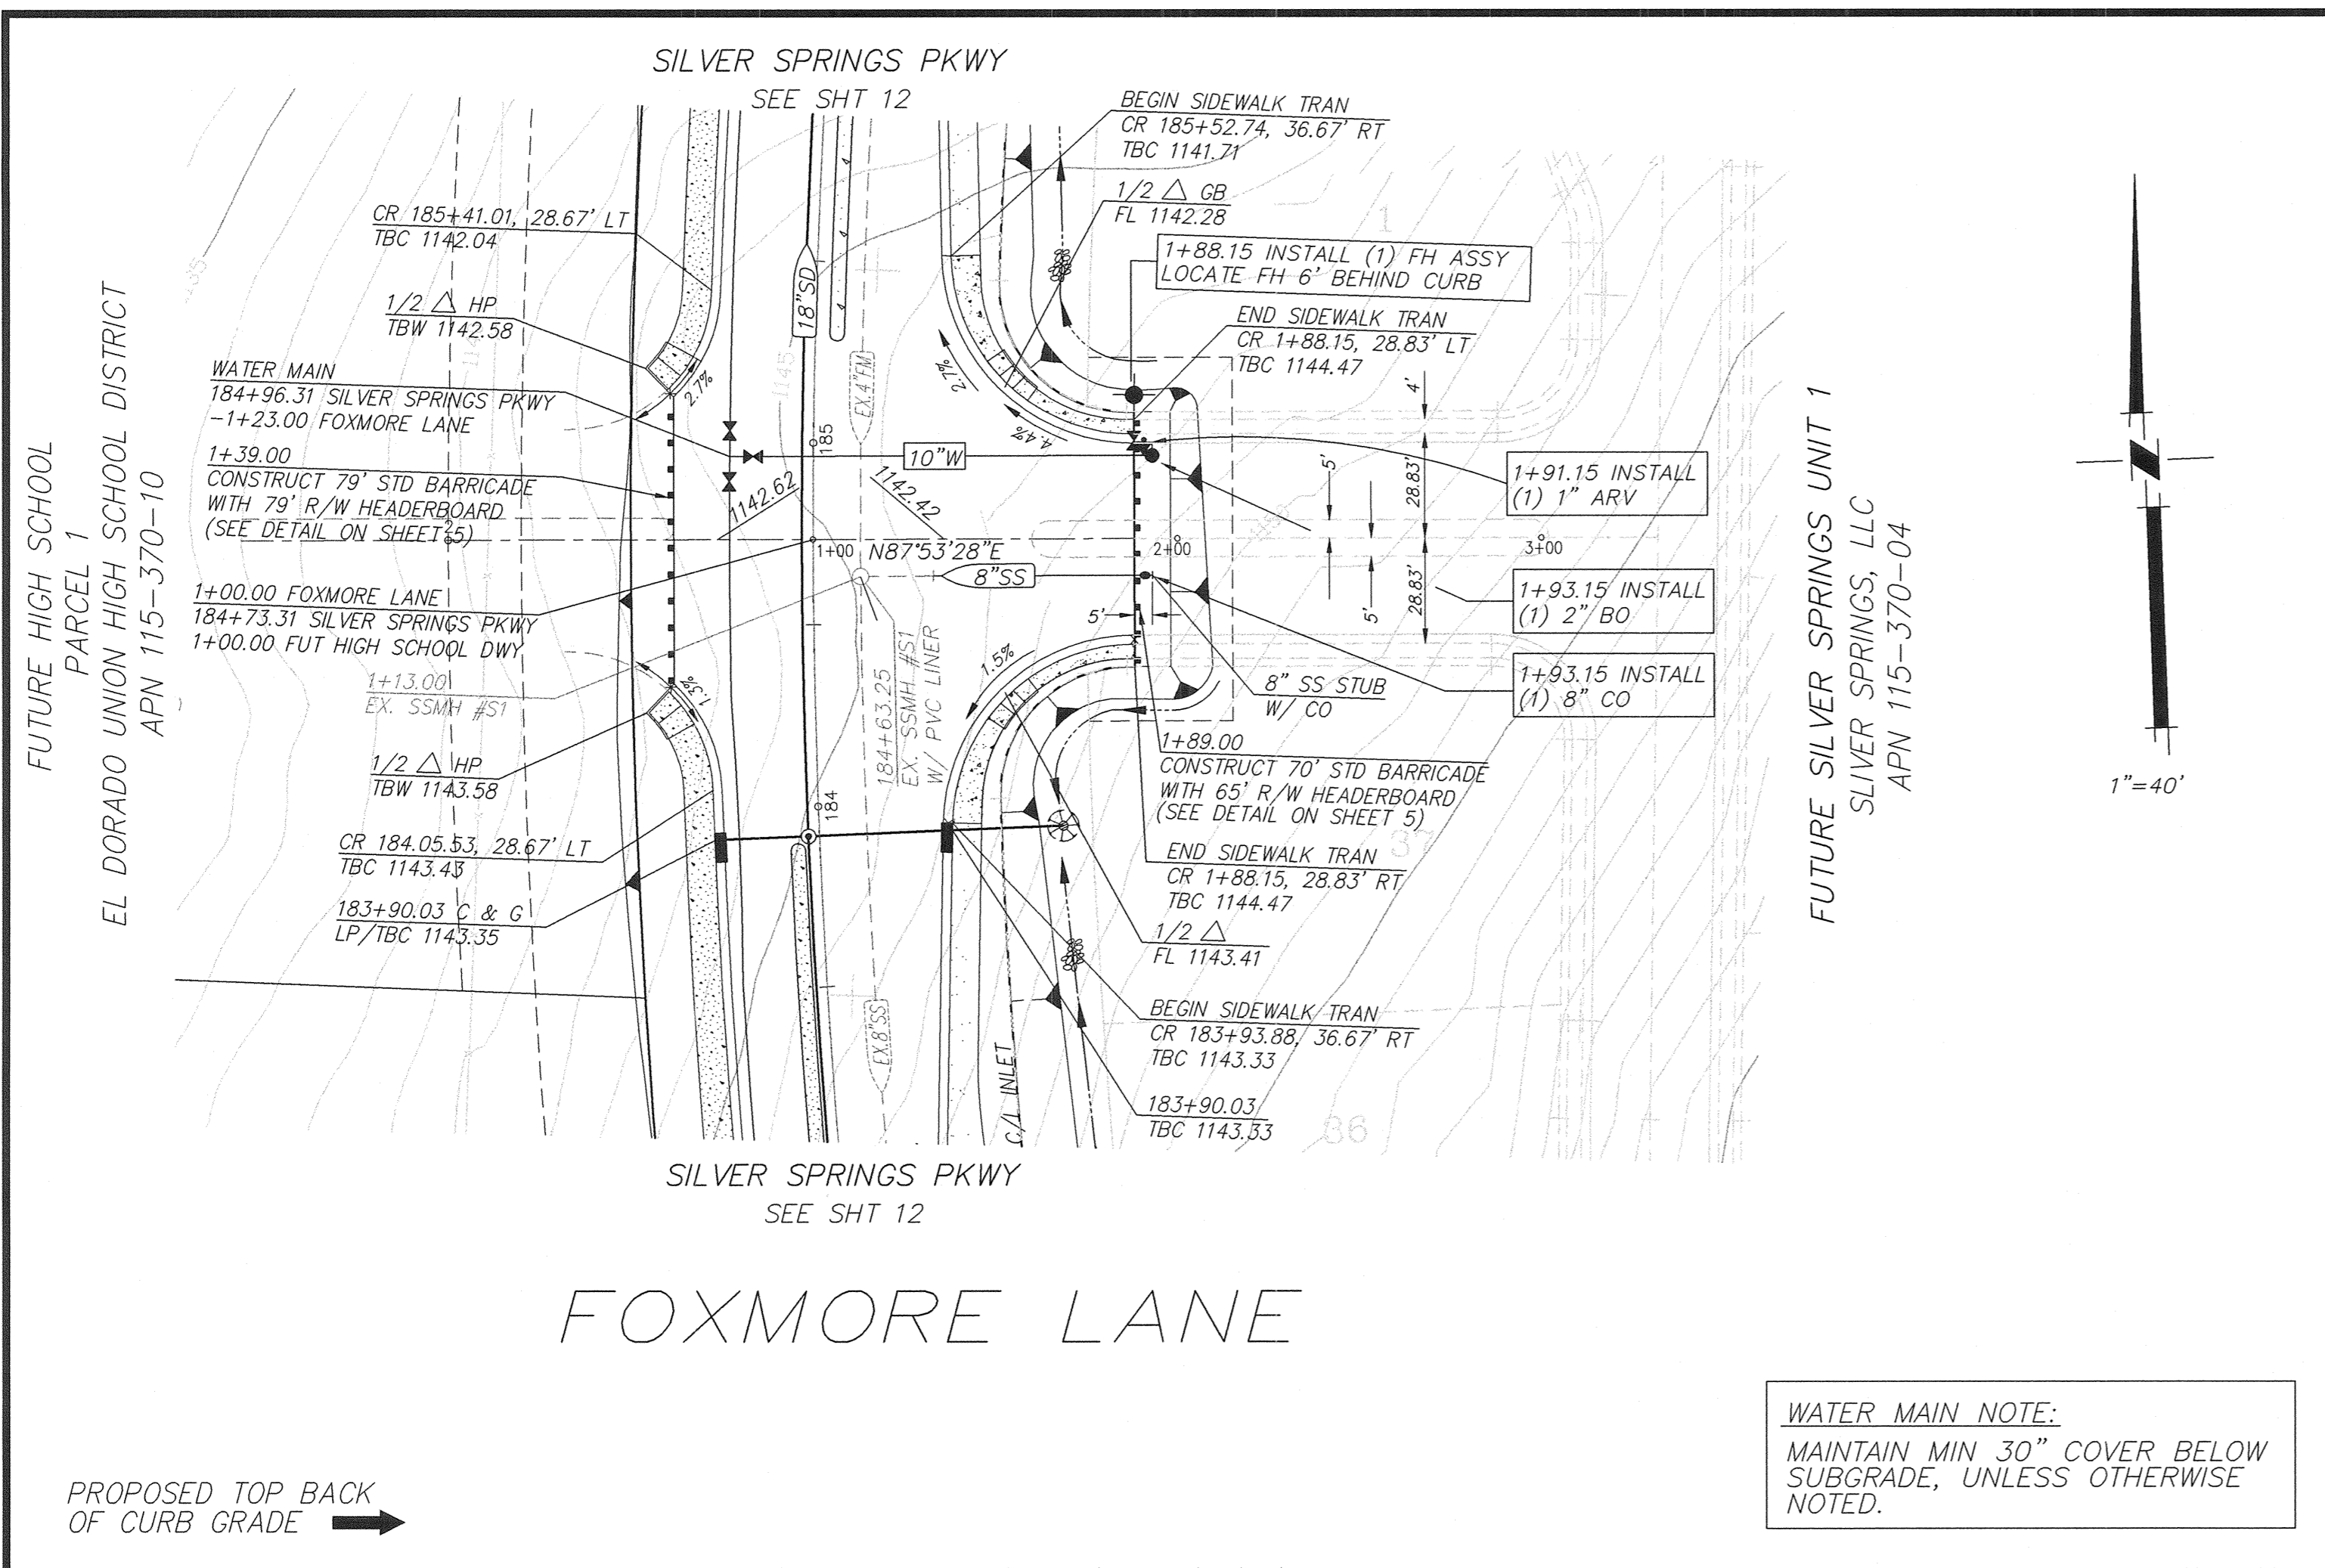 SILVER SPRINGS PKWY
SEE SHT 12
BEGIN SIDEWALK TRAN
CR 185+52.74, 36.67' RT
TBC 1141.71
1/2 △ GB
FL 1142.28
1+88.15 INSTALL (1) FH ASSY
LOCATE FH 6' BEHIND CURB
END SIDEWALK TRAN
CR 1+88.15, 28.83' LT
TBC 1144.47
CR 185+41.01, 28.67' LT
TBC 1142.04
1/2 △ HP
TBW 1142.58
WATER MAIN
184+96.31 SILVER SPRINGS PKWY
-1+23.00 FOXMORE LANE
1+39.00
CONSTRUCT 79' STD BARRICADE
WITH 79' R/W HEADERBOARD
(SEE DETAIL ON SHEET 5)
1+00.00 FOXMORE LANE
184+73.31 SILVER SPRINGS PKWY
1+00.00 FUT HIGH SCHOOL DWY
1+13.00
EX. SSMH #S1
1/2 △ HP
TBW 1143.58
CR 184.05.53, 28.67' LT
TBC 1143.43
183+90.03 C & G
LP/TBC 1143.35
FUTURE HIGH SCHOOL
PARCEL 1
EL DORADO UNION HIGH SCHOOL DISTRICT
APN 115-370-10
18"SD
EX.4"FM
1145
185
2.7%
2.7%
4.4%
10"W
1142.62
1142.42
1+00
N87°53'28"E
2+00
3+00
8"SS
5'
4'
28.83'
5'
5'
28.83'
1
1+91.15 INSTALL
(1) 1" ARV
1+93.15 INSTALL
(1) 2" BO
1+93.15 INSTALL
(1) 8" CO
8" SS STUB
W/ CO
184+63.25
EX. SSMH #S1
W/ PVC LINER
1.5%
1.3%
184
1+89.00
CONSTRUCT 70' STD BARRICADE
WITH 65' R/W HEADERBOARD
(SEE DETAIL ON SHEET 5)
37
END SIDEWALK TRAN
CR 1+88.15, 28.83' RT
TBC 1144.47
1/2 △
FL 1143.41
BEGIN SIDEWALK TRAN
CR 183+93.88, 36.67' RT
TBC 1143.33
183+90.03
TBC 1143.33
36
EX.8"SS
C/L INLET
FUTURE SILVER SPRINGS UNIT 1
SLIVER SPRINGS, LLC
APN 115-370-04
1"=40'
SILVER SPRINGS PKWY
SEE SHT 12
FOXMORE LANE
WATER MAIN NOTE:
MAINTAIN MIN 30" COVER BELOW
SUBGRADE, UNLESS OTHERWISE
NOTED.
PROPOSED TOP BACK
OF CURB GRADE